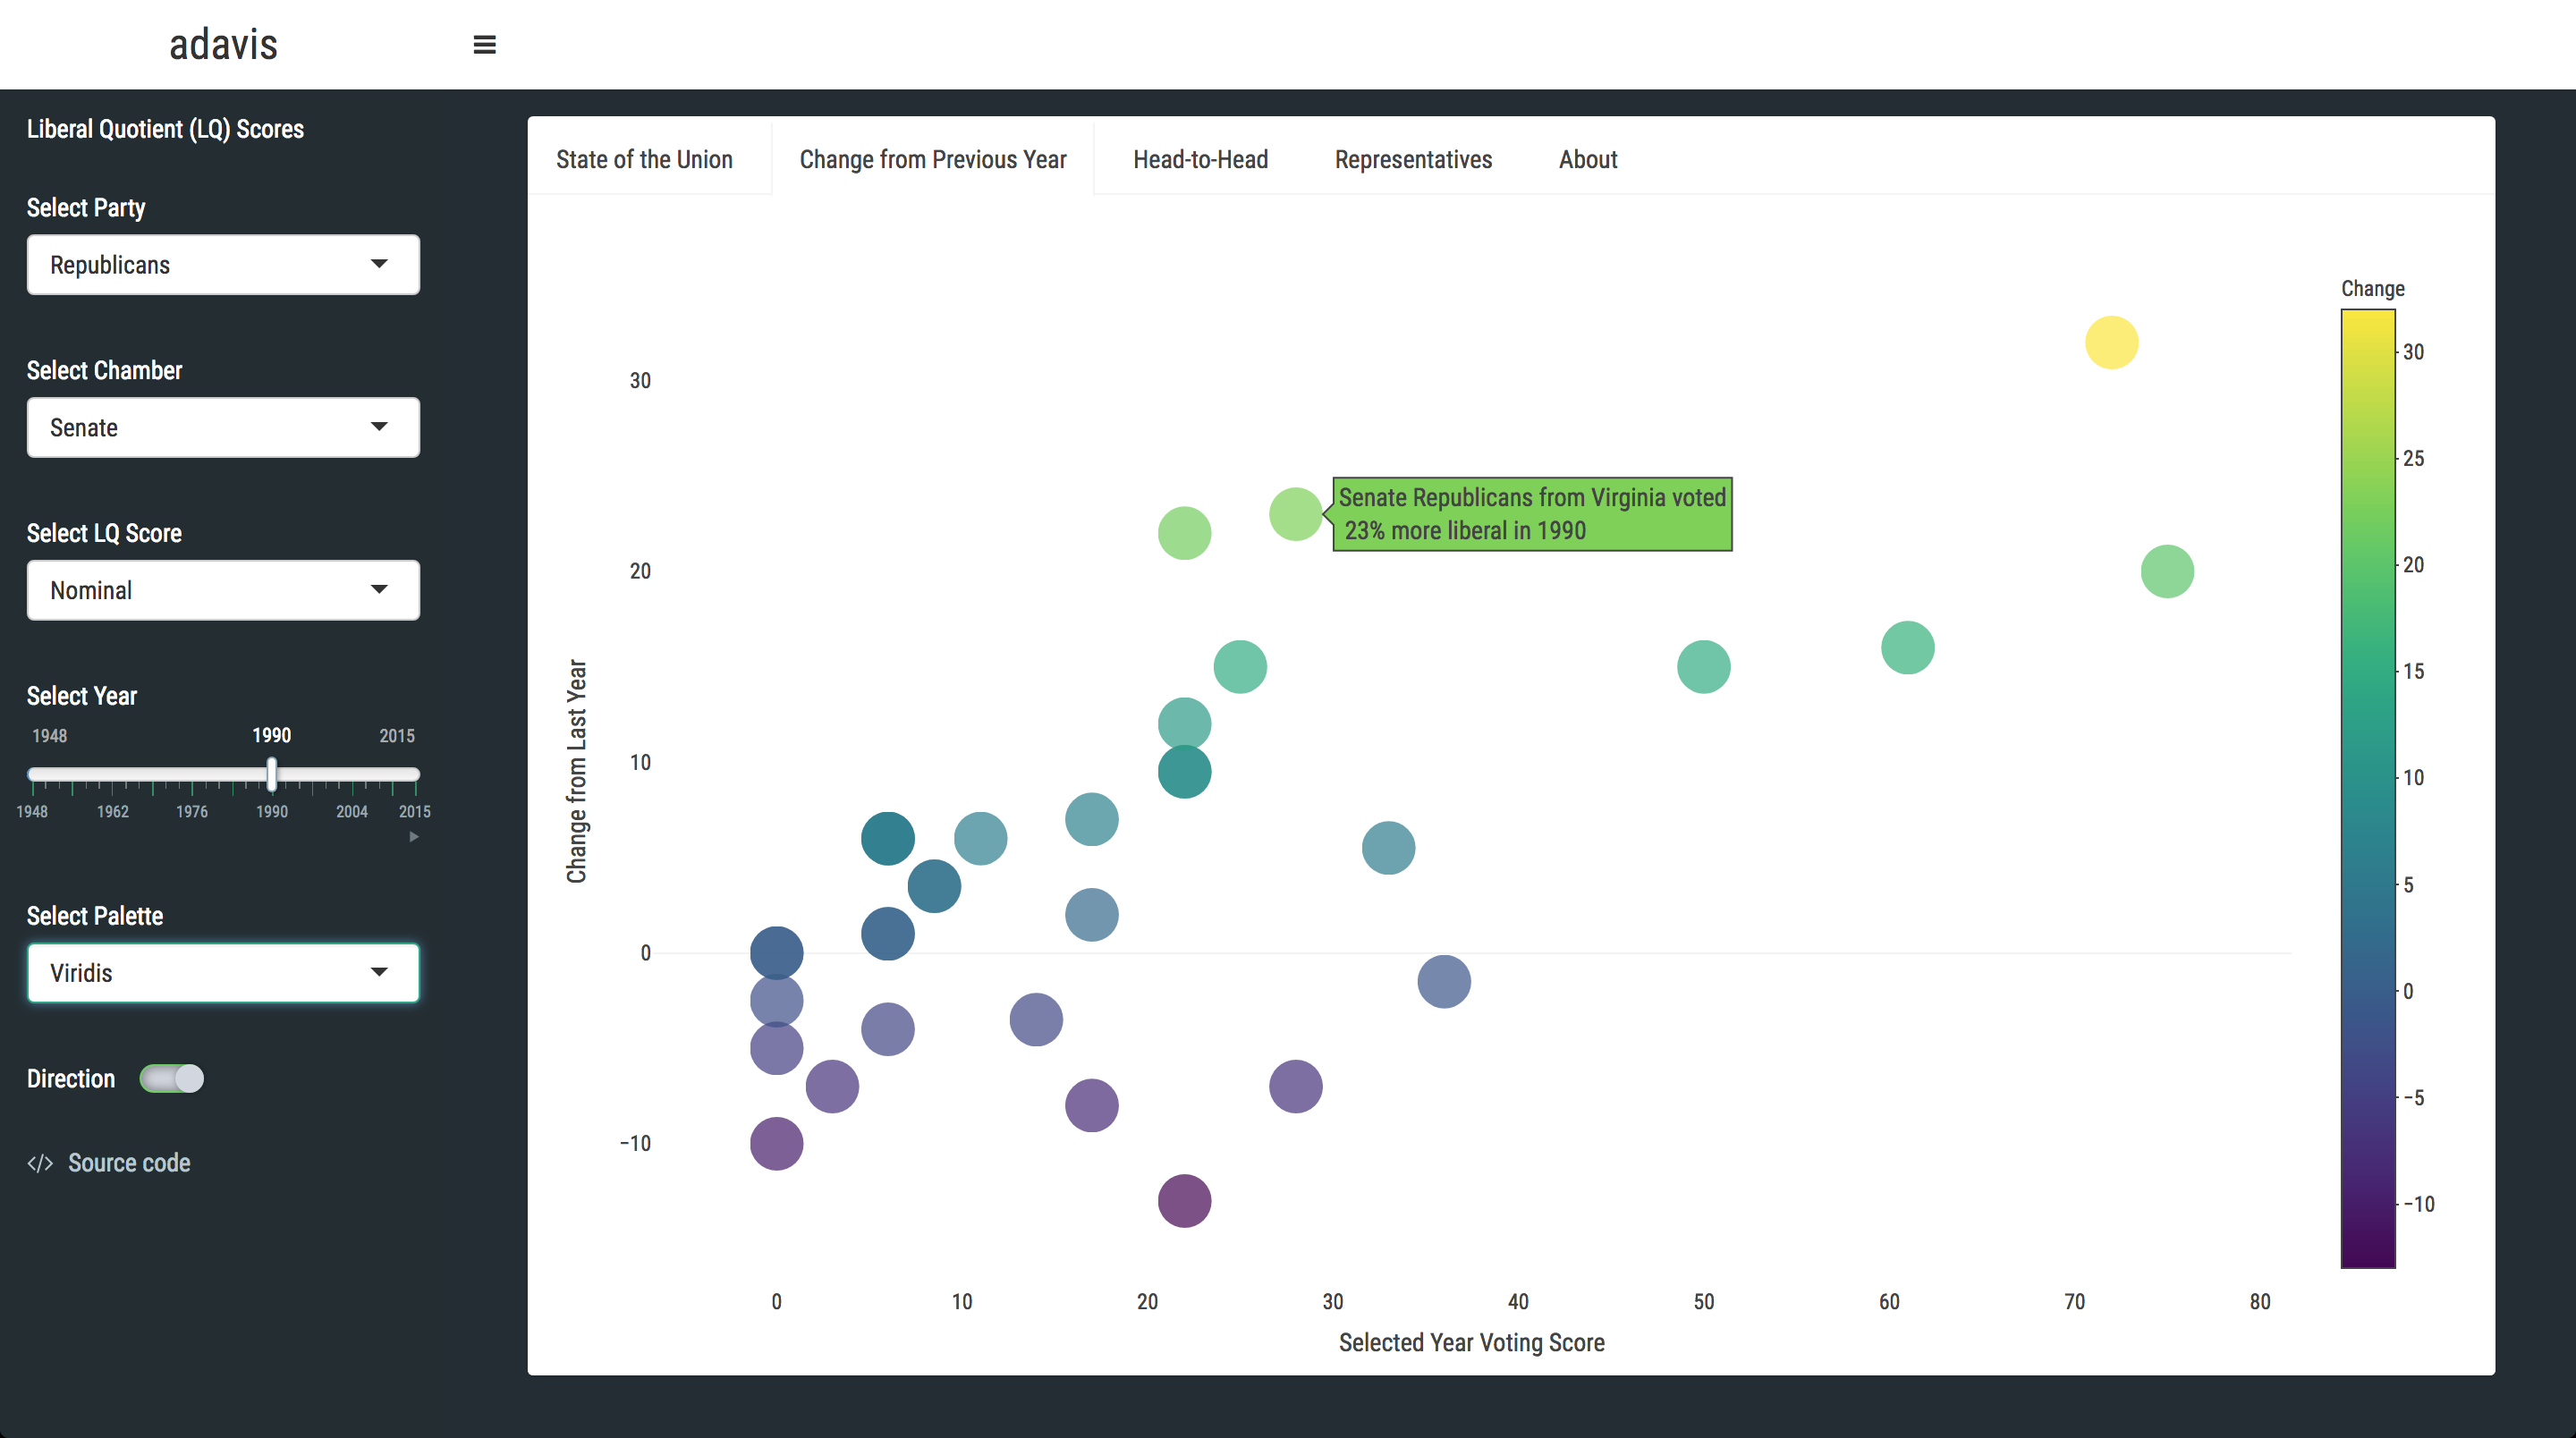 adavis
Liberal Quotient (LQ) Scores
Select Party
Republicans
Select Chamber
Senate
Select LQ Score
Nominal
Select Year
1948 1990 2015
1948 1962 1976 1990 2004 2015
Select Palette
Viridis
Direction
</> Source code
State of the Union Change from Previous Year Head-to-Head Representatives About
Change from Last Year
30
20
10
0
−10
Senate Republicans from Virginia voted
23% more liberal in 1990
0 10 20 30 40 50 60 70 80
Selected Year Voting Score
Change
30
25
20
15
10
5
0
−5
−10